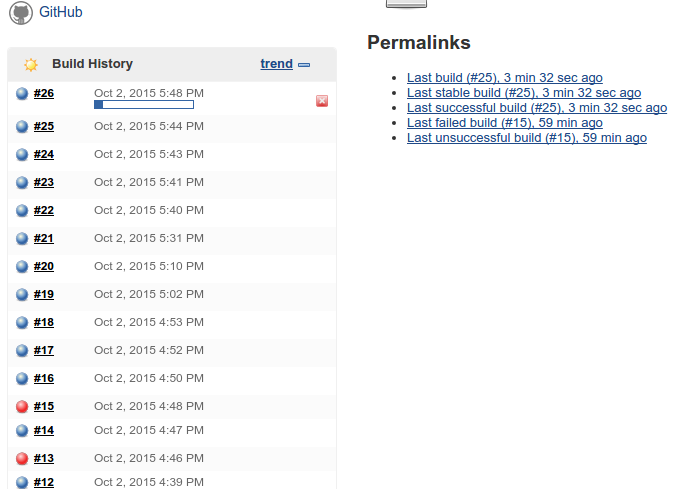 GitHub
Build History trend
#26 Oct 2, 2015 5:48 PM
#25 Oct 2, 2015 5:44 PM
#24 Oct 2, 2015 5:43 PM
#23 Oct 2, 2015 5:41 PM
#22 Oct 2, 2015 5:40 PM
#21 Oct 2, 2015 5:31 PM
#20 Oct 2, 2015 5:10 PM
#19 Oct 2, 2015 5:02 PM
#18 Oct 2, 2015 4:53 PM
#17 Oct 2, 2015 4:52 PM
#16 Oct 2, 2015 4:50 PM
#15 Oct 2, 2015 4:48 PM
#14 Oct 2, 2015 4:47 PM
#13 Oct 2, 2015 4:46 PM
#12 Oct 2, 2015 4:39 PM
Permalinks
Last build (#25), 3 min 32 sec ago
Last stable build (#25), 3 min 32 sec ago
Last successful build (#25), 3 min 32 sec ago
Last failed build (#15), 59 min ago
Last unsuccessful build (#15), 59 min ago